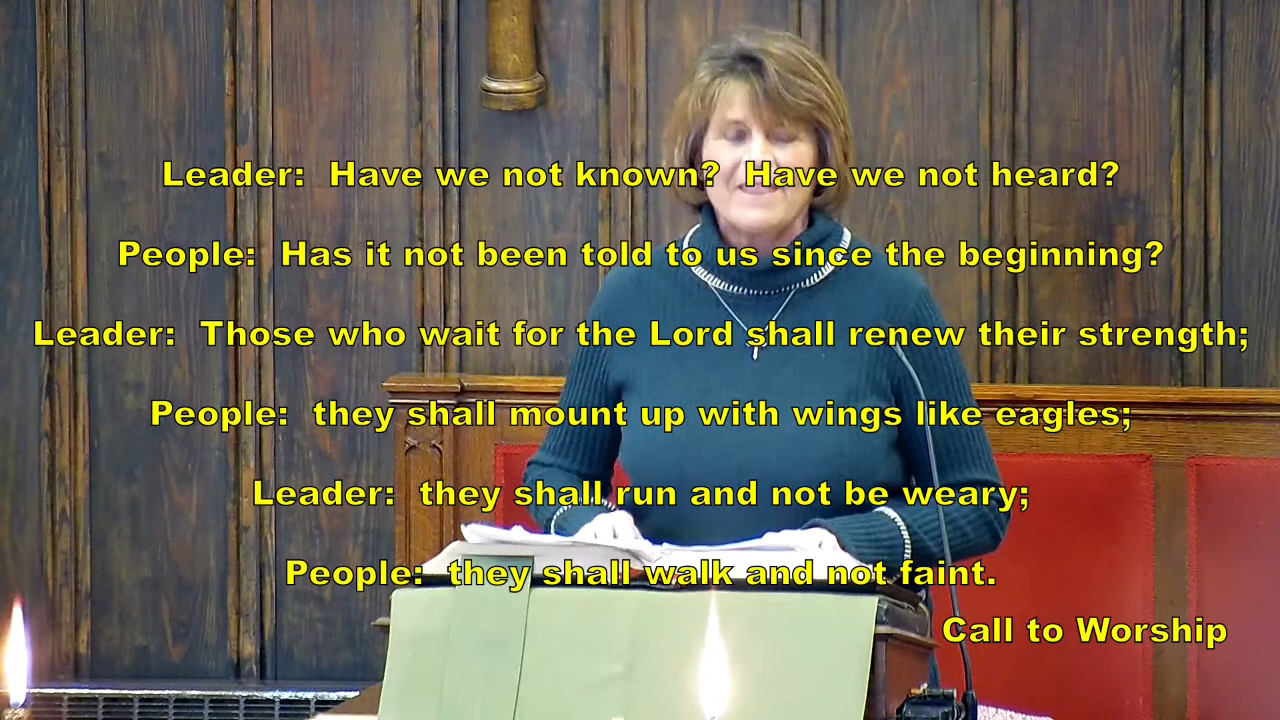 Leader:  Have we not known?  Have we not heard?
People:  Has it not been told to us since the beginning?
Leader:  Those who wait for the Lord shall renew their strength;
People:  they shall mount up with wings like eagles;
Leader:  they shall run and not be weary;
People:  they shall walk and not faint.
Call to Worship